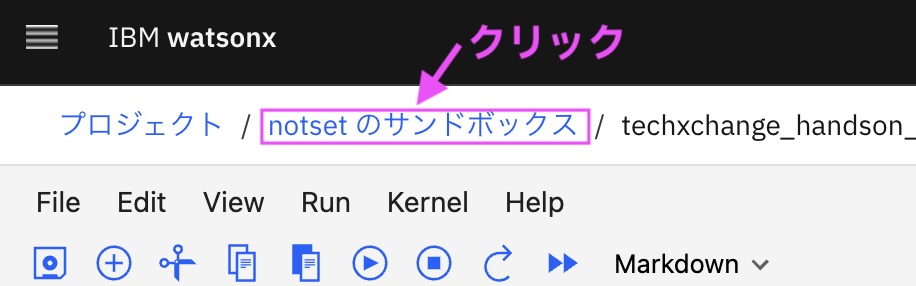 IBM watsonx
クリック
プロジェクト / notset のサンドボックス / techxchange_handson_
File Edit View Run Kernel Help
Markdown